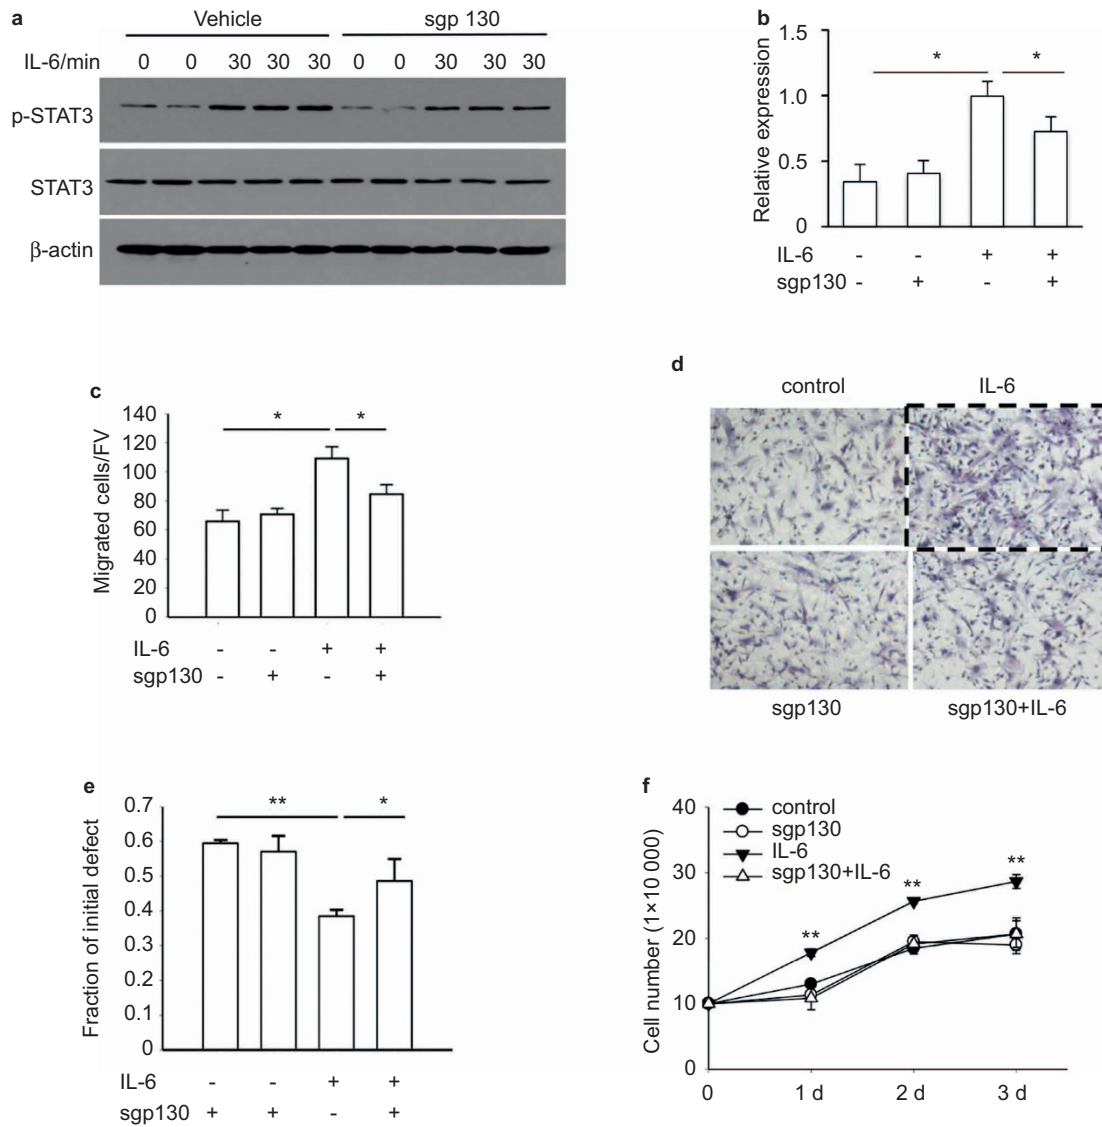 a
Vehicle sgp 130
IL-6/min 0 0 30 30 30 0 0 30 30 30
p-STAT3
STAT3
β-actin
b
1.5
1.0
0.5
0
Relative expression
* *
IL-6 - - + +
sgp130 - + - +
c
140
120
100
80
60
40
20
0
Migrated cells/FV
* *
IL-6 - - + +
sgp130 - + - +
d
control IL-6
sgp130 sgp130+IL-6
e
0.7
0.6
0.5
0.4
0.3
0.2
0.1
0
Fraction of initial defect
** *
IL-6 - - + +
sgp130 + + - +
f
40
30
20
10
0
Cell number (1×10 000)
control
sgp130
IL-6
sgp130+IL-6
** ** **
0 1 d 2 d 3 d